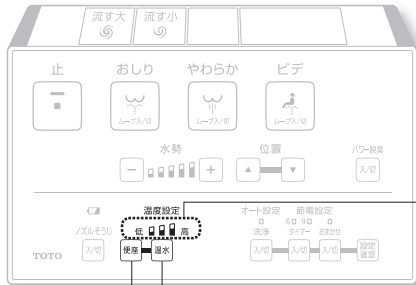 流す大 流す小
止 おしり やわらか ビデ
ムーブ入/切 ムーブ入/切 ムーブ入/切
水勢 位置 パワー脱臭
− + ▲ ▼ 入/切
温度設定 オート設定 節電設定
6 9
ノズルそうじ 低 高 洗浄 タイマー おまかせ
入/切 便座 温水 入/切 入/切 入/切 設定確認
TOTO